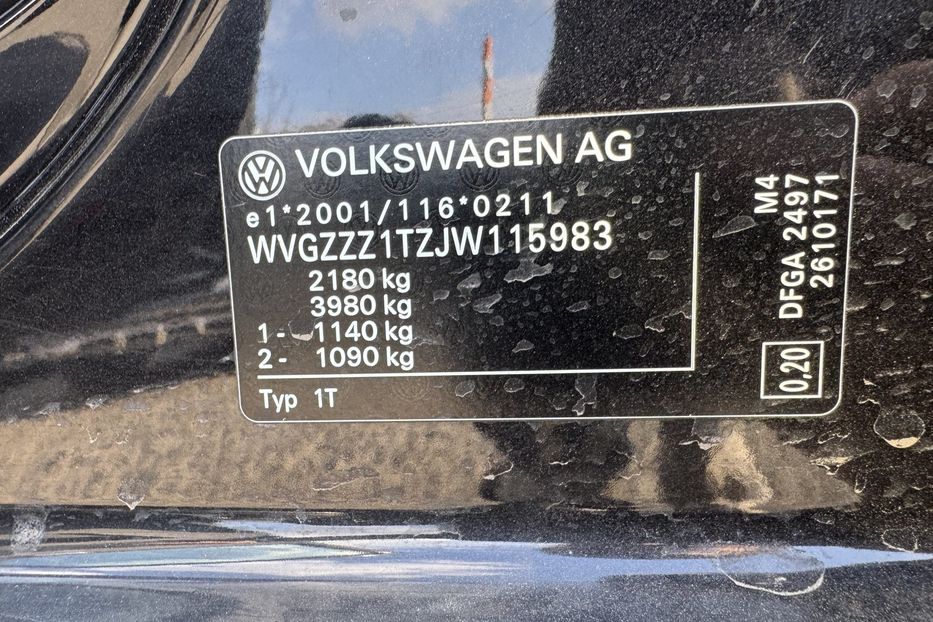 VOLKSWAGEN AG
e1*2001/116*0211
WVGZZZ1TZJW115983
2180 kg
3980 kg
1- 1140 kg
2- 1090 kg
Typ 1T
M4
DFGA 2497
2610171
0,20